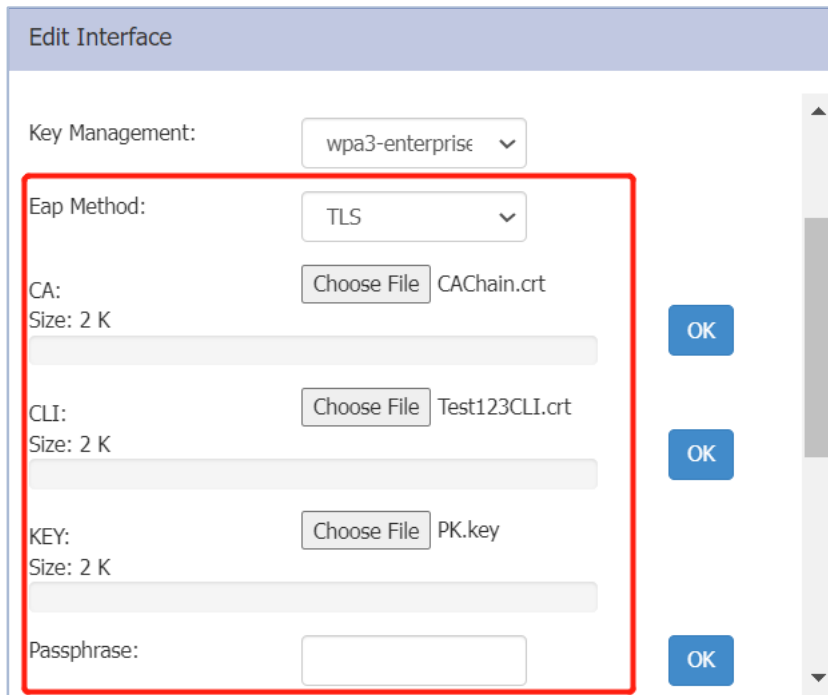 Edit Interface
Key Management:
wpa3-enterprise
Eap Method:
TLS
CA:
Choose File CAChain.crt
Size: 2 K
OK
CLI:
Choose File Test123CLI.crt
Size: 2 K
OK
KEY:
Choose File PK.key
Size: 2 K
Passphrase:
OK